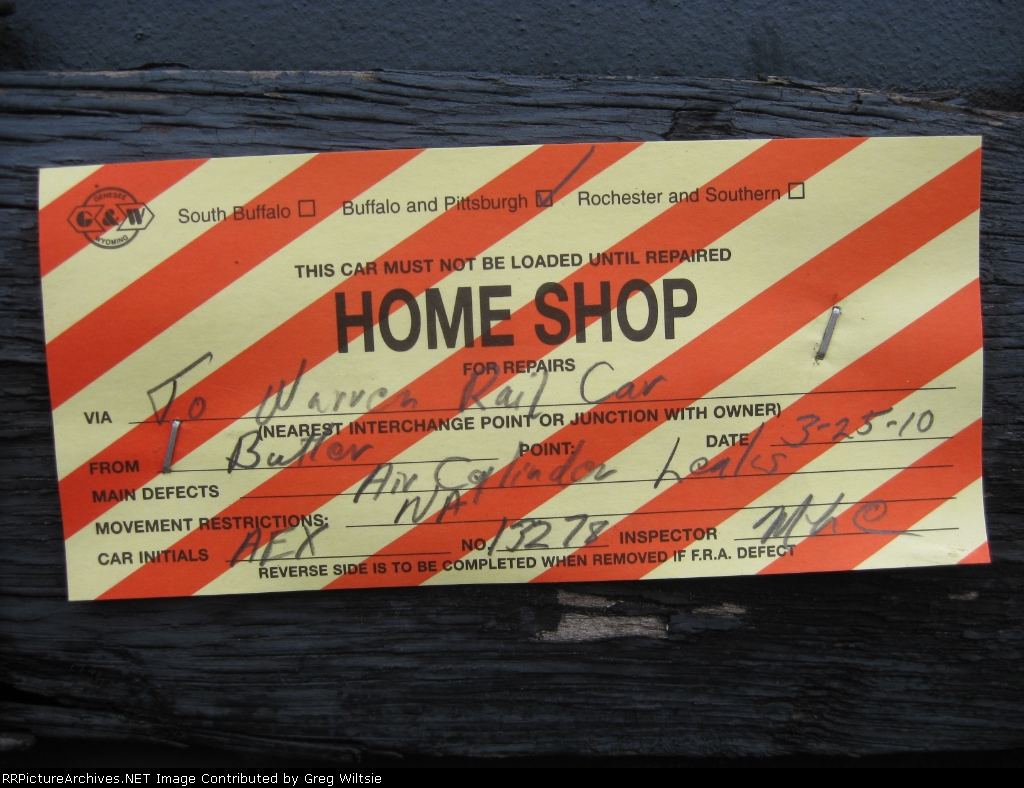 GENESEE
G & W
WYOMING
South Buffalo ☐ Buffalo and Pittsburgh ☑ Rochester and Southern ☐
THIS CAR MUST NOT BE LOADED UNTIL REPAIRED
HOME SHOP
FOR REPAIRS
VIA To Warren Rail Car
(NEAREST INTERCHANGE POINT OR JUNCTION WITH OWNER)
FROM Butler POINT: DATE 3-25-10
MAIN DEFECTS Air Cylinder Leaks
MOVEMENT RESTRICTIONS: NA
CAR INITIALS AEX NO. 13278 INSPECTOR
REVERSE SIDE IS TO BE COMPLETED WHEN REMOVED IF F.R.A. DEFECT
RRPictureArchives.NET Image Contributed by Greg Wiltsie